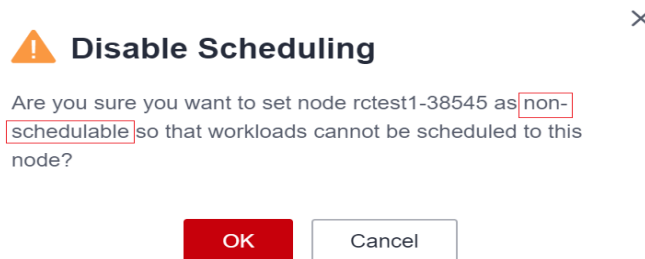 Disable Scheduling
Are you sure you want to set node rctest1-38545 as non-
schedulable so that workloads cannot be scheduled to this
node?
OK
Cancel